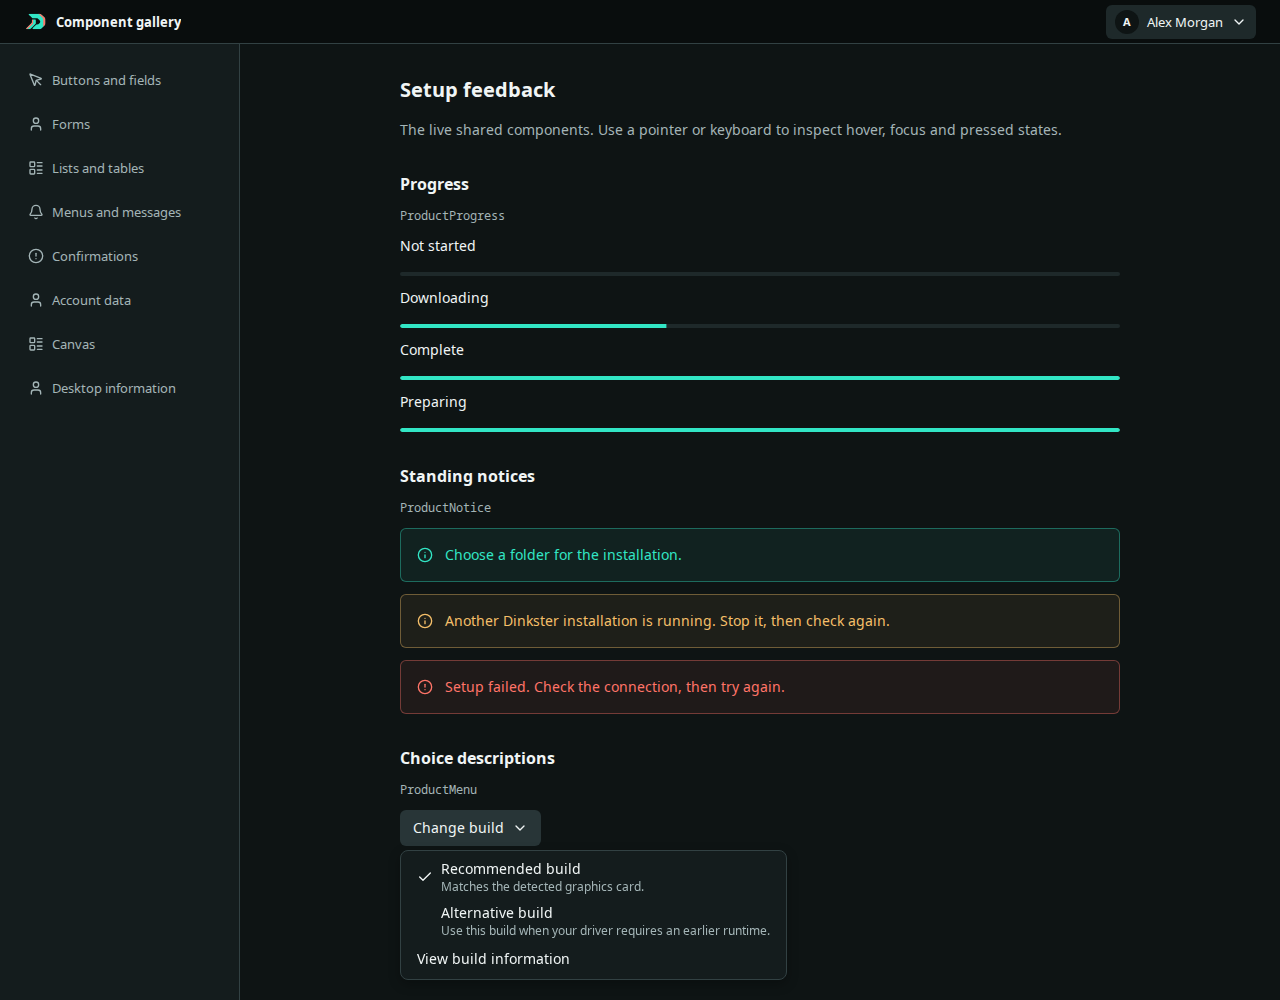 Component gallery
A Alex Morgan
Buttons and fields
Forms
Lists and tables
Menus and messages
Confirmations
Account data
Canvas
Desktop information
Setup feedback
The live shared components. Use a pointer or keyboard to inspect hover, focus and pressed states.
Progress
ProductProgress
Not started
Downloading
Complete
Preparing
Standing notices
ProductNotice
Choose a folder for the installation.
Another Dinkster installation is running. Stop it, then check again.
Setup failed. Check the connection, then try again.
Choice descriptions
ProductMenu
Change build
Recommended build
Matches the detected graphics card.
Alternative build
Use this build when your driver requires an earlier runtime.
View build information